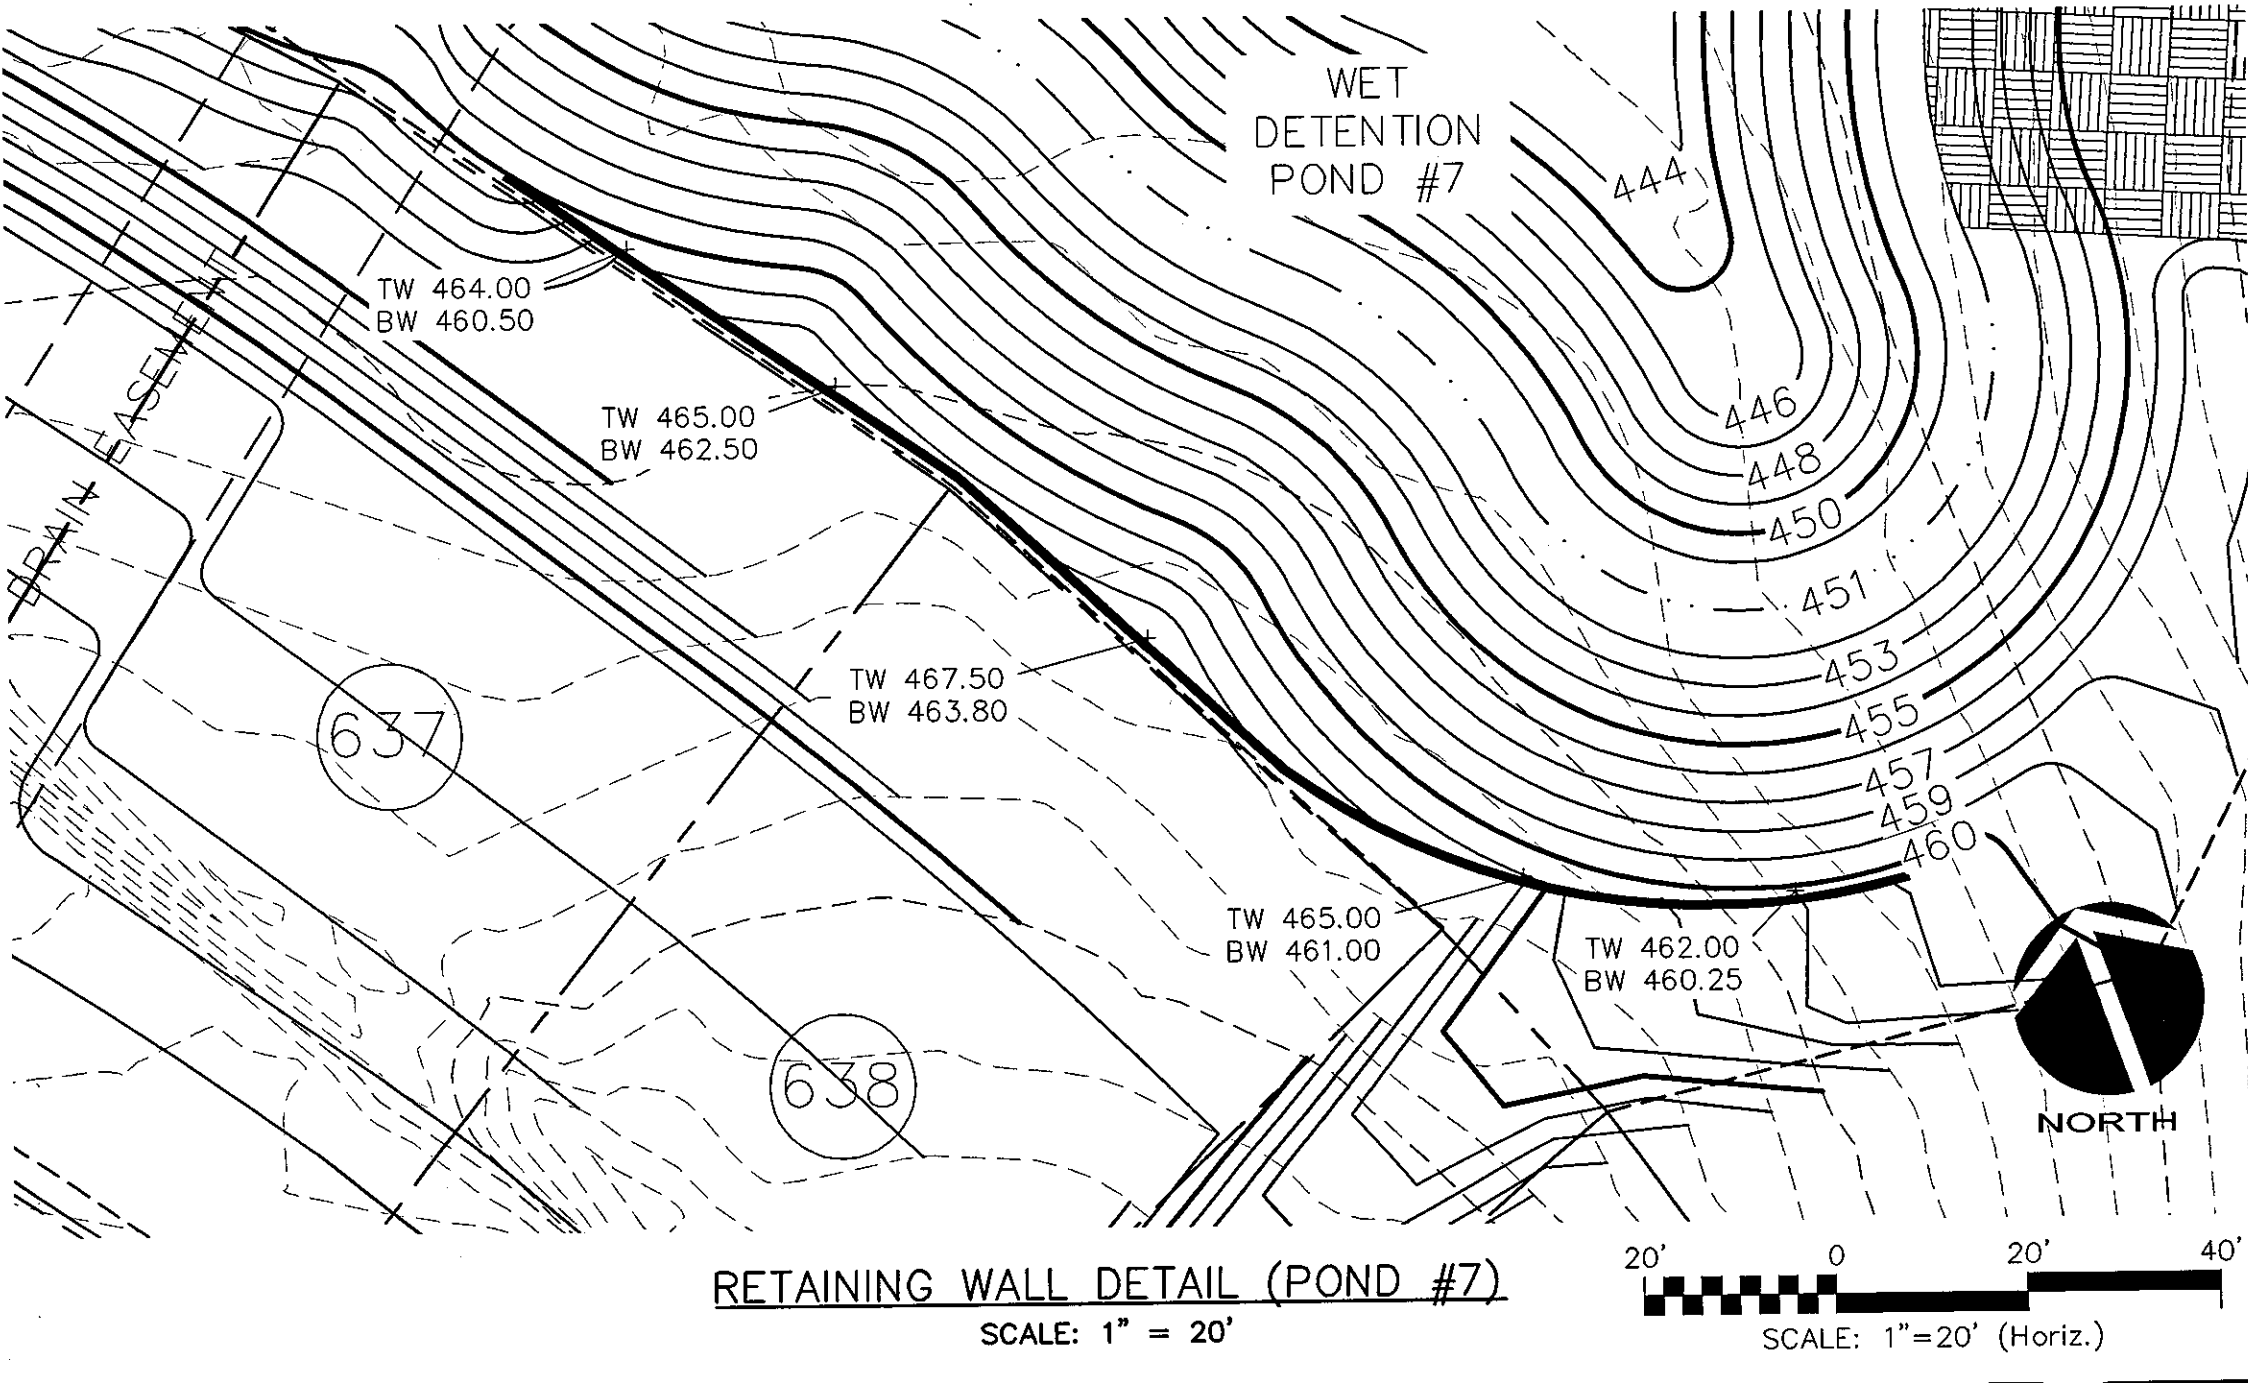 WET
DETENTION
POND #7
444
TW 464.00
BW 460.50
DRAIN EASEMENT
446
TW 465.00
BW 462.50
448
450
451
453
TW 467.50
BW 463.80
455
637
457
459
460
TW 465.00
BW 461.00
TW 462.00
BW 460.25
638
NORTH
RETAINING WALL DETAIL (POND #7)
SCALE: 1" = 20'
20' 0 20' 40'
SCALE: 1"=20' (Horiz.)